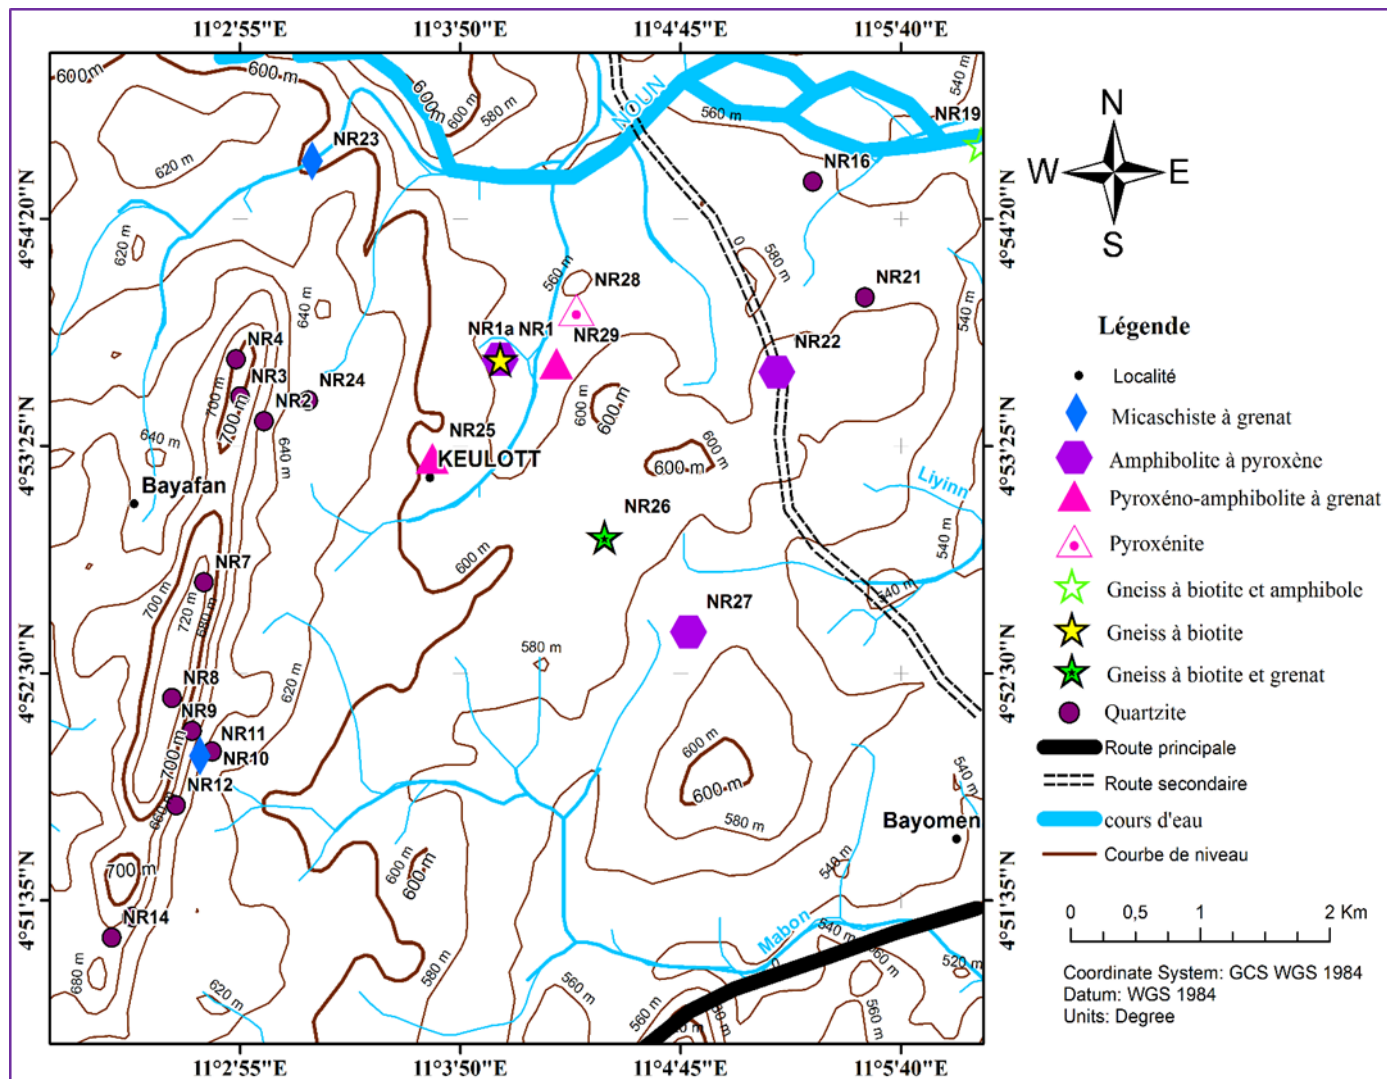 11°2'55"E 11°3'50"E 11°4'45"E 11°5'40"E
600m
600 m
600m
600 m
580 m
NOUN
560 m
540 m
NR19
NR23
NR16
620 m
4°54'20"N
4°54'20"N
620 m
560 m
NR28
580 m
NR21
540 m
640 m
NR4
NR1a NR1
NR29
NR22
NR3
NR24
NR2
700 m
700 m
600 m
600 m
4°53'25"N
4°53'25"N
640 m
640 m
NR25
KEULOTT
600 m
600 m
Bayafan
Liyinn
NR26
540 m
NR7
600 m
700 m
720 m
680 m
540 m
NR27
4°52'30"N
4°52'30"N
580 m
NR8
620 m
NR9
NR11
NR10
700 m
600 m
600 m
540 m
NR12
660 m
580 m
Bayomen
700 m
600 m
600 m
540 m
4°51'35"N
4°51'35"N
NR14
Mabon
540 m
560 m
520 m
680 m
620 m
580 m
560 m
560 m
560 m
11°2'55"E 11°3'50"E 11°4'45"E 11°5'40"E
N
W E
S
Légende
Localité
Micaschiste à grenat
Amphibolite à pyroxène
Pyroxéno-amphibolite à grenat
Pyroxénite
Gneiss à biotite et amphibole
Gneiss à biotite
Gneiss à biotite et grenat
Quartzite
Route principale
Route secondaire
cours d'eau
Courbe de niveau
0 0,5 1 2 Km
Coordinate System: GCS WGS 1984
Datum: WGS 1984
Units: Degree